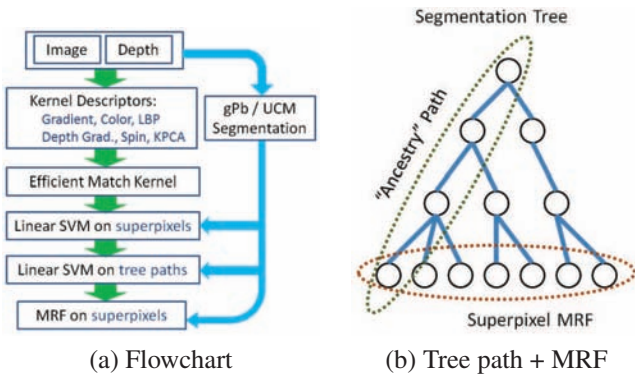 Image
Depth
Kernel Descriptors:
Gradient, Color, LBP
Depth Grad., Spin, KPCA
gPb / UCM
Segmentation
Efficient Match Kernel
Linear SVM on superpixels
Linear SVM on tree paths
MRF on superpixels
(a) Flowchart
Segmentation Tree
"Ancestry" Path
Superpixel MRF
(b) Tree path + MRF